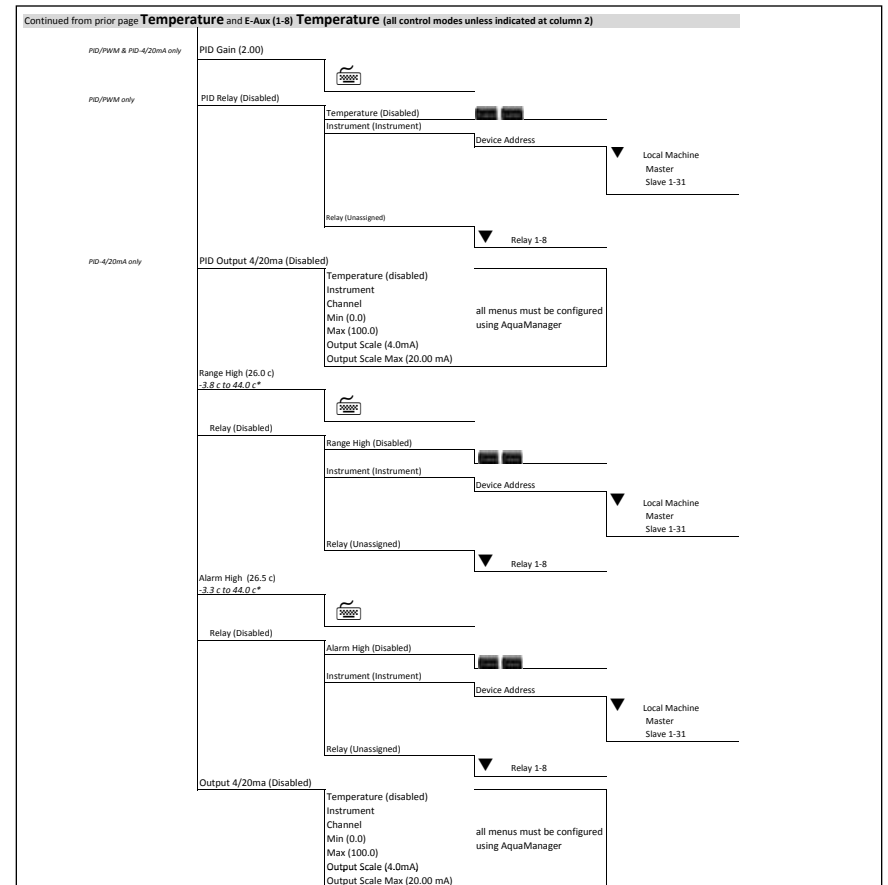 Continued from prior page Temperature and E-Aux (1-8) Temperature (all control modes unless indicated at column 2)
PID/PWM & PID-4/20mA only PID Gain (2.00)
PID/PWM only PID Relay (Disabled)
Temperature (Disabled)
Instrument (Instrument)
Device Address
Local Machine
Master
Slave 1-31
Relay (Unassigned)
Relay 1-8
PID-4/20mA only PID Output 4/20ma (Disabled)
Temperature (disabled)
Instrument
Channel
Min (0.0)
Max (100.0)
Output Scale (4.0mA)
Output Scale Max (20.00 mA)
all menus must be configured
using AquaManager
Range High (26.0 c)
-3.8 c to 44.0 c*
Relay (Disabled)
Range High (Disabled)
Instrument (Instrument)
Device Address
Local Machine
Master
Slave 1-31
Relay (Unassigned)
Relay 1-8
Alarm High (26.5 c)
-3.3 c to 44.0 c*
Relay (Disabled)
Alarm High (Disabled)
Instrument (Instrument)
Device Address
Local Machine
Master
Slave 1-31
Relay (Unassigned)
Relay 1-8
Output 4/20ma (Disabled)
Temperature (disabled)
Instrument
Channel
Min (0.0)
Max (100.0)
Output Scale (4.0mA)
Output Scale Max (20.00 mA)
all menus must be configured
using AquaManager